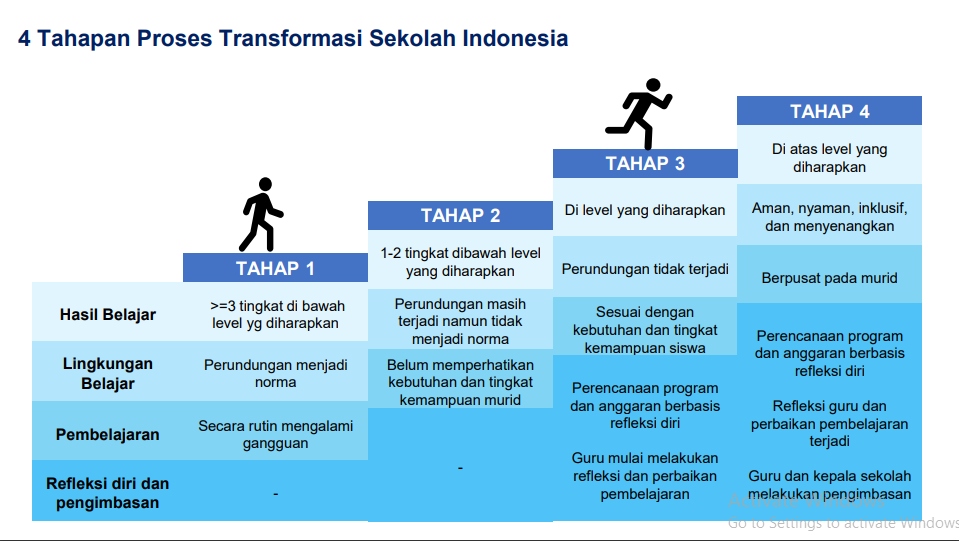 4 Tahapan Proses Transformasi Sekolah Indonesia
TAHAP 1
TAHAP 2
TAHAP 3
TAHAP 4
Hasil Belajar
>=3 tingkat di bawah
level yg diharapkan
1-2 tingkat dibawah level
yang diharapkan
Di level yang diharapkan
Di atas level yang
diharapkan
Lingkungan
Belajar
Perundungan menjadi
norma
Perundungan masih
terjadi namun tidak
menjadi norma
Perundungan tidak terjadi
Aman, nyaman, inklusif,
dan menyenangkan
Pembelajaran
Secara rutin mengalami
gangguan
Belum memperhatikan
kebutuhan dan tingkat
kemampuan murid
Sesuai dengan
kebutuhan dan tingkat
kemampuan siswa
Berpusat pada murid
Refleksi diri dan
pengimbasan
-
-
Perencanaan program
dan anggaran berbasis
refleksi diri
Guru mulai melakukan
refleksi dan perbaikan
pembelajaran
Perencanaan program
dan anggaran berbasis
refleksi diri
Refleksi guru dan
perbaikan pembelajaran
terjadi
Guru dan kepala sekolah
melakukan pengimbasan
Activate Windows
Go to Settings to activate Windows